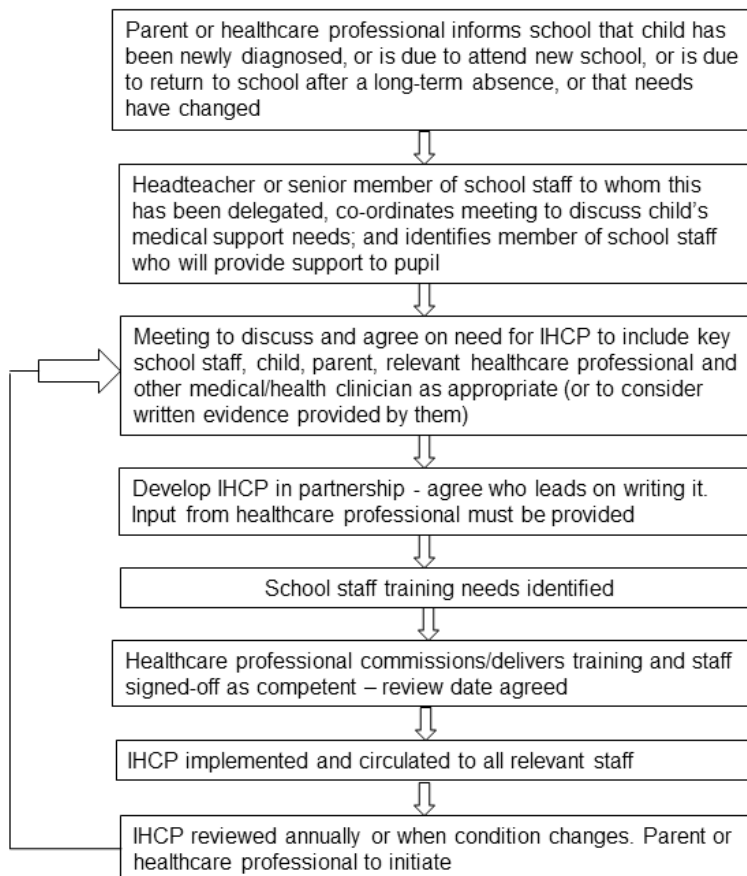 Parent or healthcare professional informs school that child has
been newly diagnosed, or is due to attend new school, or is due
to return to school after a long-term absence, or that needs
have changed
Headteacher or senior member of school staff to whom this
has been delegated, co-ordinates meeting to discuss child's
medical support needs; and identifies member of school staff
who will provide support to pupil
Meeting to discuss and agree on need for IHCP to include key
school staff, child, parent, relevant healthcare professional and
other medical/health clinician as appropriate (or to consider
written evidence provided by them)
Develop IHCP in partnership - agree who leads on writing it.
Input from healthcare professional must be provided
School staff training needs identified
Healthcare professional commissions/delivers training and staff
signed-off as competent – review date agreed
IHCP implemented and circulated to all relevant staff
IHCP reviewed annually or when condition changes. Parent or
healthcare professional to initiate